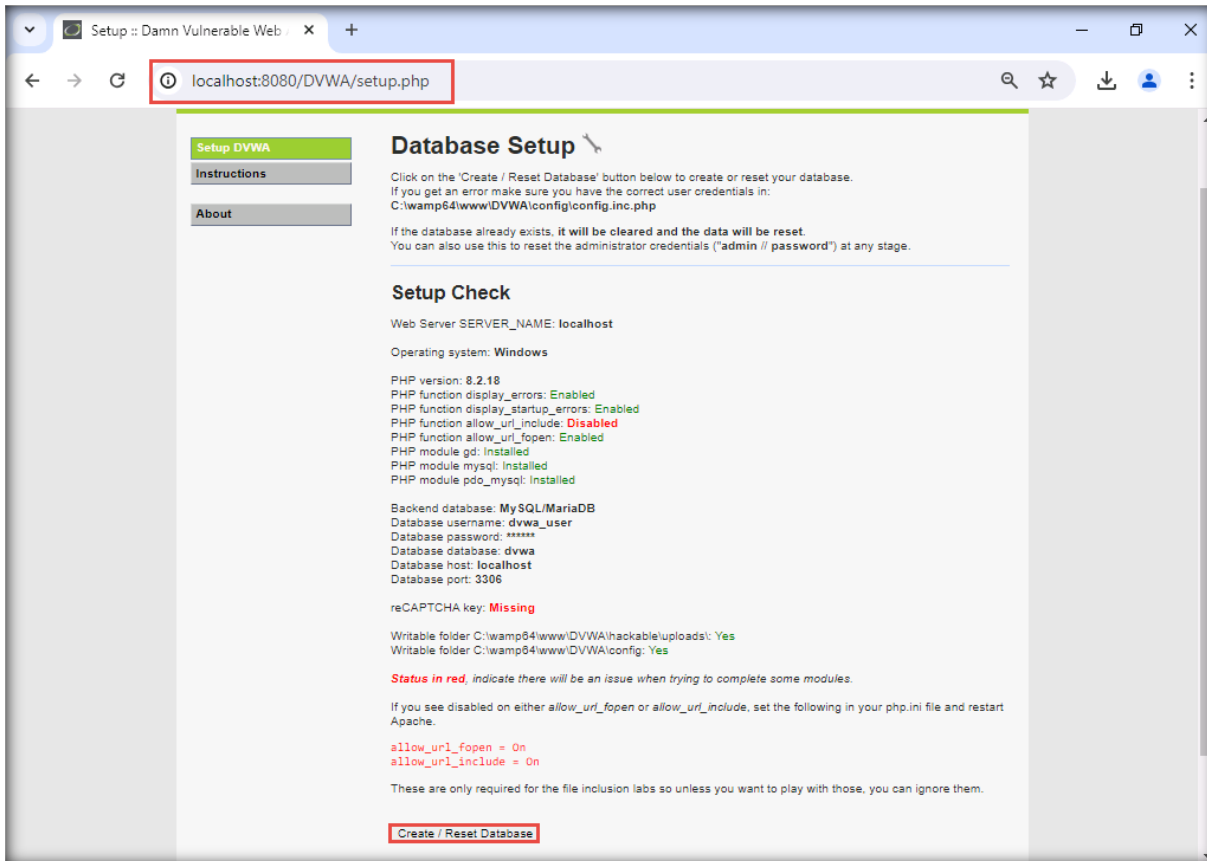 Setup :: Damn Vulnerable Web
localhost:8080/DVWA/setup.php
Setup DVWA
Instructions
About
Database Setup
Click on the 'Create / Reset Database' button below to create or reset your database.
If you get an error make sure you have the correct user credentials in:
C:\wamp64\www\DVWA\config\config.inc.php
If the database already exists, it will be cleared and the data will be reset.
You can also use this to reset the administrator credentials ("admin // password") at any stage.
Setup Check
Web Server SERVER_NAME: localhost
Operating system: Windows
PHP version: 8.2.18
PHP function display_errors: Enabled
PHP function display_startup_errors: Enabled
PHP function allow_url_include: Disabled
PHP function allow_url_fopen: Enabled
PHP module gd: Installed
PHP module mysql: Installed
PHP module pdo_mysql: Installed
Backend database: MySQL/MariaDB
Database username: dvwa_user
Database password: ******
Database database: dvwa
Database host: localhost
Database port: 3306
reCAPTCHA key: Missing
Writable folder C:\wamp64\www\DVWA\hackable\uploads\: Yes
Writable folder C:\wamp64\www\DVWA\config: Yes
Status in red, indicate there will be an issue when trying to complete some modules.
If you see disabled on either allow_url_fopen or allow_url_include, set the following in your php.ini file and restart
Apache.
allow_url_fopen = On
allow_url_include = On
These are only required for the file inclusion labs so unless you want to play with those, you can ignore them.
Create / Reset Database